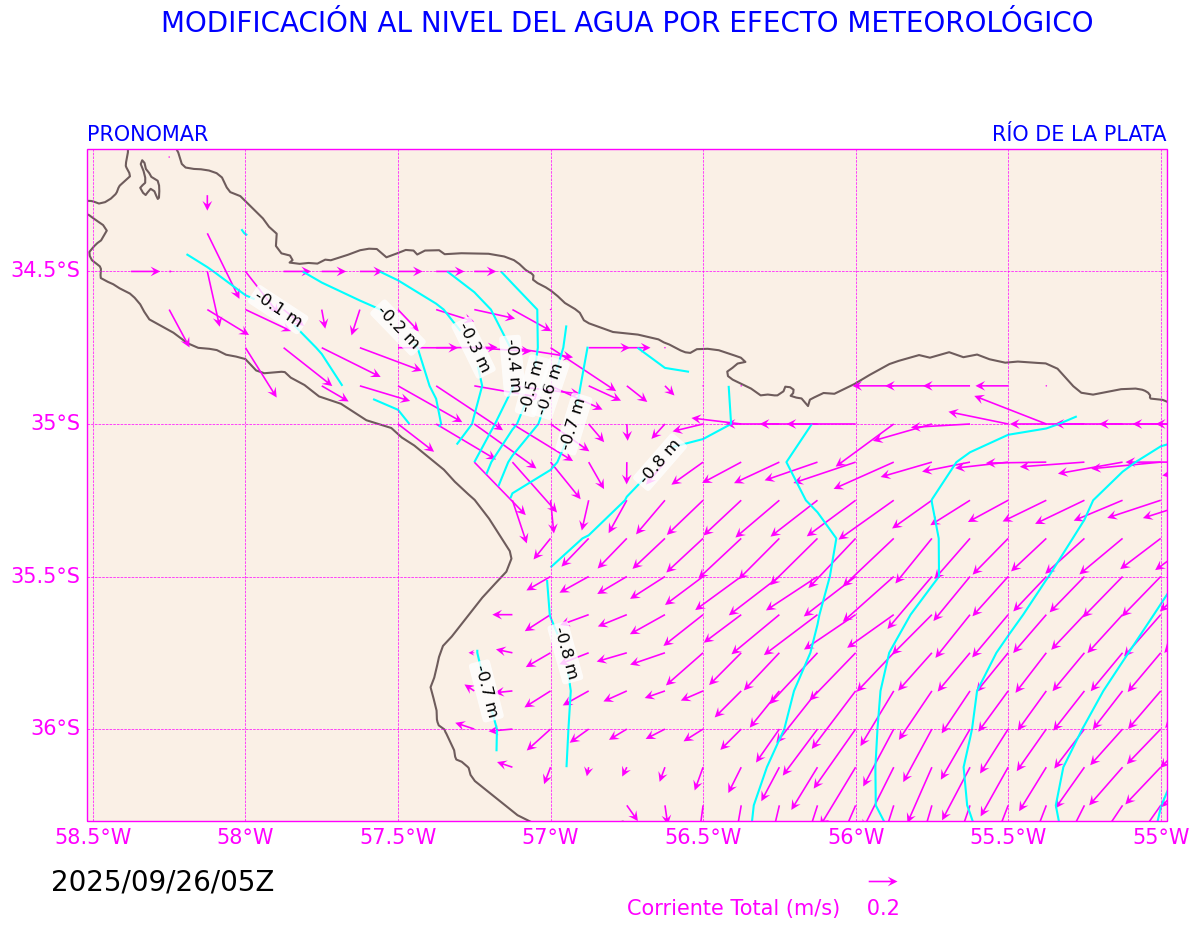 MODIFICACIÓN AL NIVEL DEL AGUA POR EFECTO METEOROLÓGICO
PRONOMAR
RÍO DE LA PLATA
34.5°S
35°S
35.5°S
36°S
-0.1 m
-0.2 m
-0.3 m
-0.4 m
-0.5 m
-0.6 m
-0.7 m
-0.8 m
-0.8 m
-0.7 m
58.5°W
58°W
57.5°W
57°W
56.5°W
56°W
55.5°W
55°W
2025/09/26/05Z
Corriente Total (m/s) 0.2